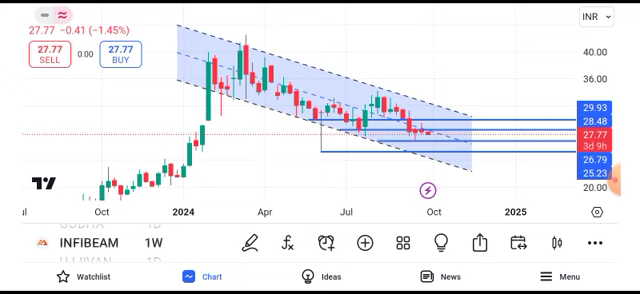 27.77 −0.41 (−1.45%)
27.77
SELL
0.00
27.77
BUY
INR
40.00
36.00
29.93
28.48
27.77
3d 9h
26.79
25.23
20.00
Oct
2024
Apr
Jul
Oct
2025
INFIBEAM
1W
Watchlist
Chart
Ideas
News
Menu